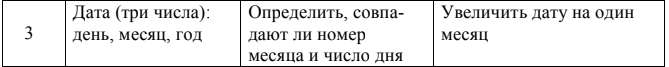 3
Дата (три числа):
день, месяц, год
Определить, совпа-
дают ли номер
месяца и число дня
Увеличить дату на один
месяц